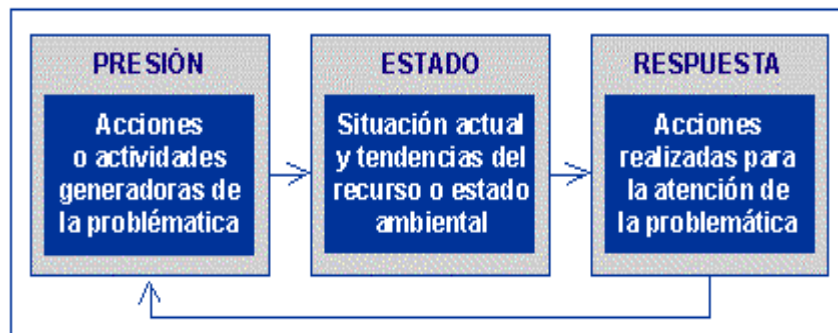 PRESIÓN
Acciones
o actividades
generadoras de
la problématica
ESTADO
Situación actual
y tendencias del
recurso o estado
ambiental
RESPUESTA
Acciones
realizadas para
la atención de
la problemática